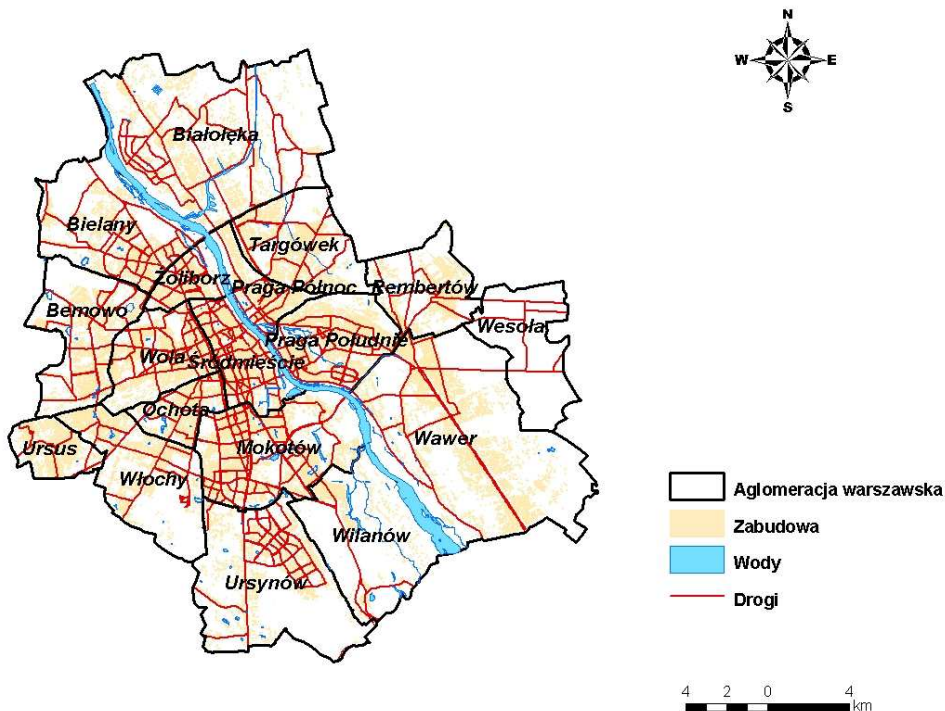 N
W E
S
Białołęka
Bielany
Targówek
Żoliborz
Praga Północ
Rembertów
Bemowo
Wesoła
Praga Południe
Wola
Śródmieście
Ochota
Ursus
Mokotów
Wawer
Włochy
Wilanów
Ursynów
Aglomeracja warszawska
Zabudowa
Wody
Drogi
4 2 0 4
km